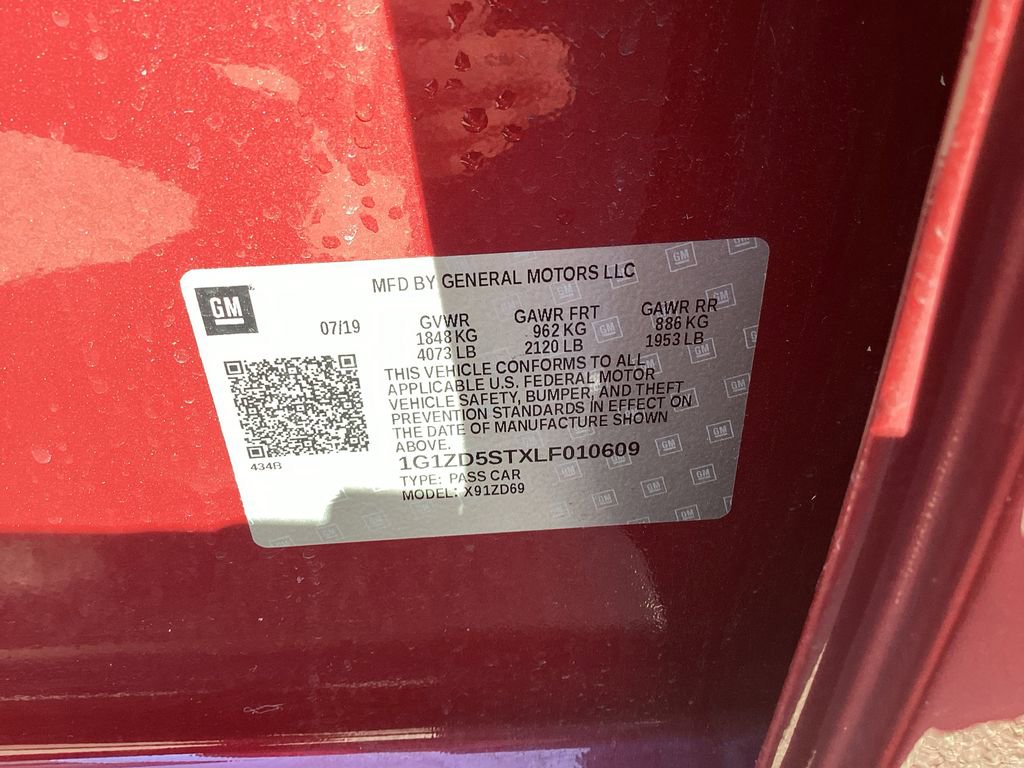 MFD BY GENERAL MOTORS LLC
GM
07/19
GVWR GAWR FRT GAWR RR
1848 KG 962 KG 886 KG
4073 LB 2120 LB 1953 LB
THIS VEHICLE CONFORMS TO ALL
APPLICABLE U.S. FEDERAL MOTOR
VEHICLE SAFETY, BUMPER, AND THEFT
PREVENTION STANDARDS IN EFFECT ON
THE DATE OF MANUFACTURE SHOWN
ABOVE.
434B
1G1ZD5STXLF010609
TYPE: PASS CAR
MODEL: X91ZD69